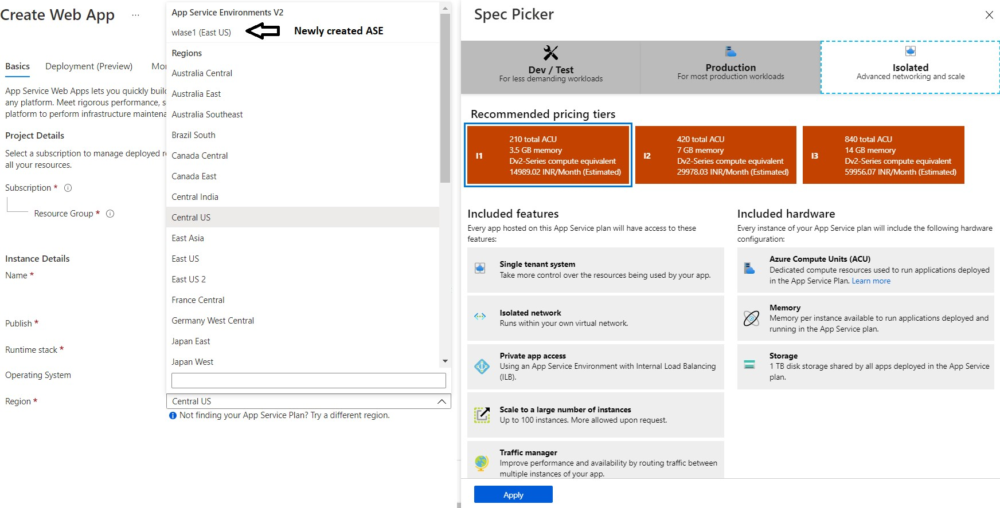 Create Web App ...
Basics Deployment (Preview) Mo
App Service Web Apps lets you quickly build
any platform. Meet rigorous performance, s
platform to perform infrastructure maintena
Project Details
Select a subscription to manage deployed r
all your resources.
Subscription *
Resource Group *
Instance Details
Name *
Publish *
Runtime stack *
Operating System
Region *
App Service Environments V2
wlase1 (East US)
Newly created ASE
Regions
Australia Central
Australia East
Australia Southeast
Brazil South
Canada Central
Canada East
Central India
Central US
East Asia
East US
East US 2
France Central
Germany West Central
Japan East
Japan West
Central US
Not finding your App Service Plan? Try a different region.
Spec Picker
Dev / Test
For less demanding workloads
Production
For most production workloads
Isolated
Advanced networking and scale
Recommended pricing tiers
I1
210 total ACU
3.5 GB memory
Dv2-Series compute equivalent
14989.02 INR/Month (Estimated)
I2
420 total ACU
7 GB memory
Dv2-Series compute equivalent
29978.03 INR/Month (Estimated)
I3
840 total ACU
14 GB memory
Dv2-Series compute equivalent
59956.07 INR/Month (Estimated)
Included features
Every app hosted on this App Service plan will have access to these
features:
Single tenant system
Take more control over the resources being used by your app.
Isolated network
Runs within your own virtual network.
Private app access
Using an App Service Environment with Internal Load Balancing
(ILB).
Scale to a large number of instances
Up to 100 instances. More allowed upon request.
Traffic manager
Improve performance and availability by routing traffic between
multiple instances of your app.
Included hardware
Every instance of your App Service plan will include the following hardware
configuration:
Azure Compute Units (ACU)
Dedicated compute resources used to run applications deployed
in the App Service Plan. Learn more
Memory
Memory per instance available to run applications deployed and
running in the App Service plan.
Storage
1 TB disk storage shared by all apps deployed in the App Service
plan.
Apply